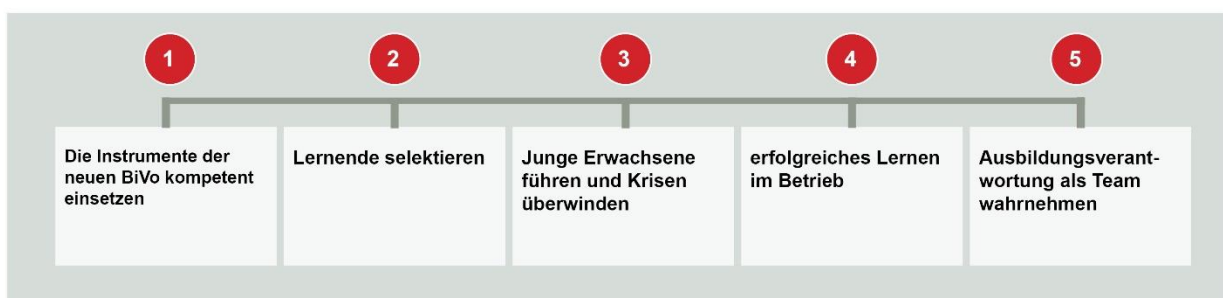 1
2
3
4
5
Die Instrumente der
neuen BiVo kompetent
einsetzen
Lernende selektieren
Junge Erwachsene
führen und Krisen
überwinden
erfolgreiches Lernen
im Betrieb
Ausbildungsverant-
wortung als Team
wahrnehmen